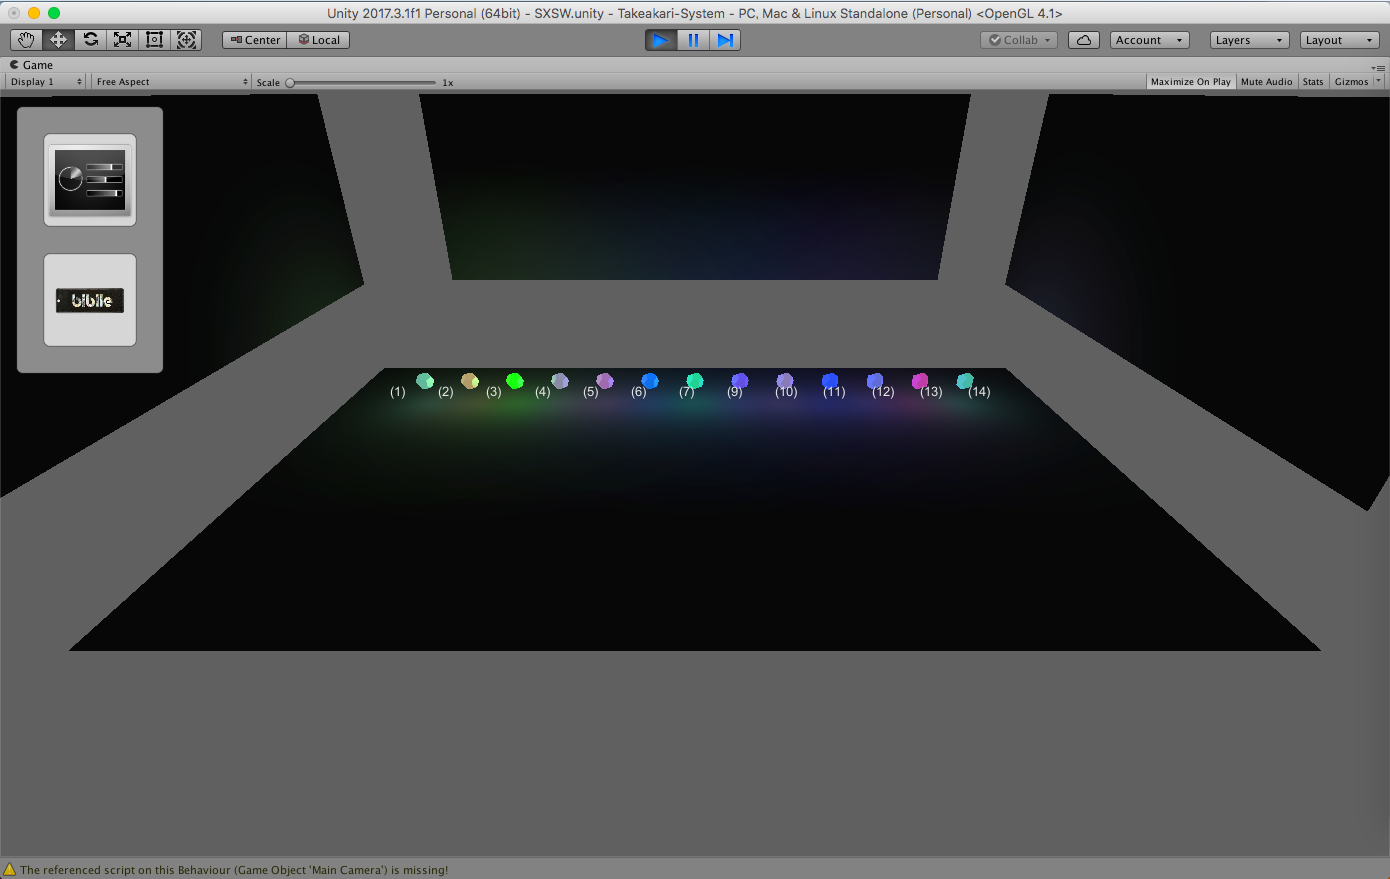 Unity 2017.3.1f1 Personal (64bit) - SXSW.unity - Takeakari-System - PC, Mac & Linux Standalone (Personal) <OpenGL 4.1>
Center Local Collab Account Layers Layout
Game
Display 1 Free Aspect Scale 1x Maximize On Play Mute Audio Stats Gizmos
biblie
(1) (2) (3) (4) (5) (6) (7) (9) (10) (11) (12) (13) (14)
The referenced script on this Behaviour (Game Object 'Main Camera') is missing!